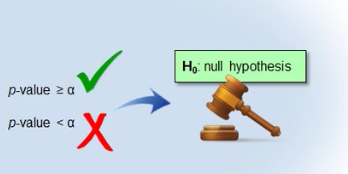 H₀: null hypothesis
p-value ≥ α
p-value < α